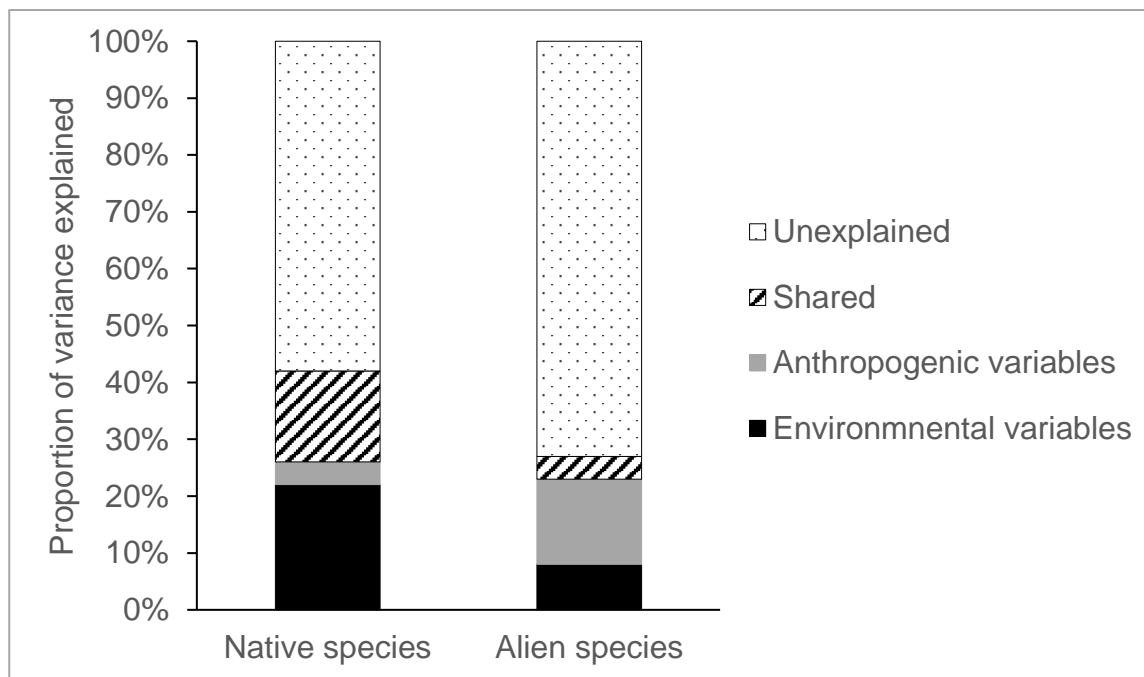 Proportion of variance explained
100%
90%
80%
70%
60%
50%
40%
30%
20%
10%
0%
Native species
Alien species
Unexplained
Shared
Anthropogenic variables
Environmnental variables